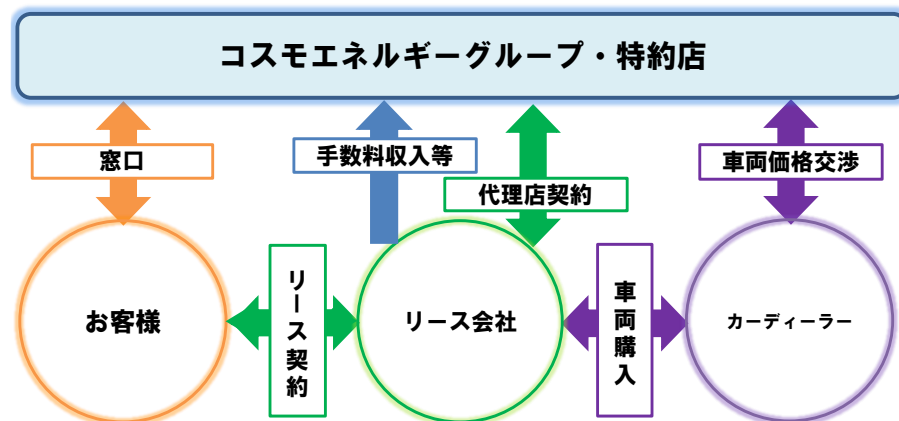 コスモエネルギーグループ・特約店
窓口
手数料収入等
代理店契約
車両価格交渉
お客様
リース契約
リース会社
車両購入
カーディーラー